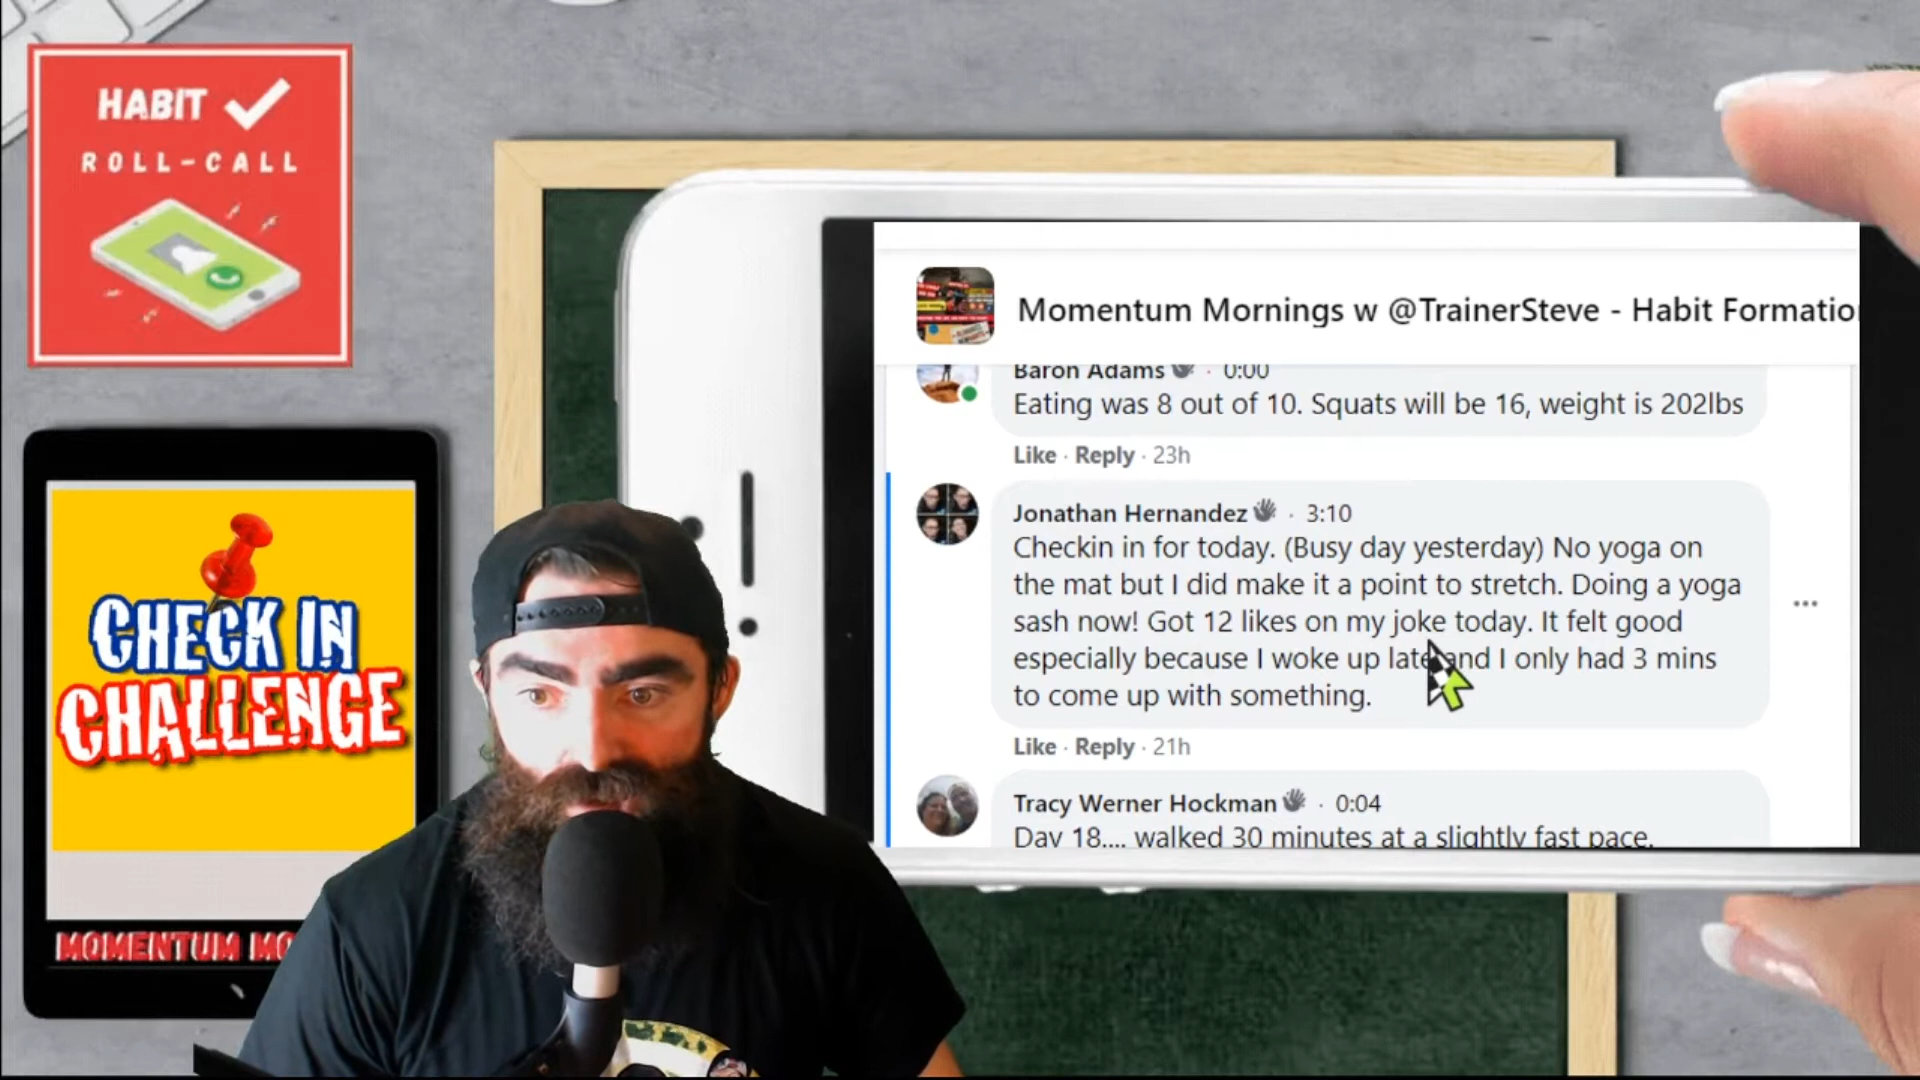 HABIT
ROLL-CALL
CHECK IN
CHALLENGE
MOMENTUM
Momentum Mornings w @TrainerSteve - Habit Formation
Baron Adams · 0:00
Eating was 8 out of 10. Squats will be 16, weight is 202lbs
Like · Reply · 23h
Jonathan Hernandez · 3:10
Checkin in for today. (Busy day yesterday) No yoga on
the mat but I did make it a point to stretch. Doing a yoga
sash now! Got 12 likes on my joke today. It felt good
especially because I woke up late and I only had 3 mins
to come up with something.
Like · Reply · 21h
Tracy Werner Hockman · 0:04
Day 18.... walked 30 minutes at a slightly fast pace.